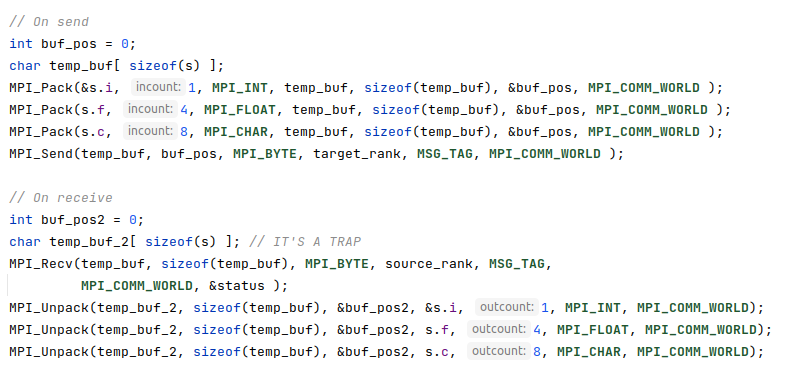 // On send
int buf_pos = 0;
char temp_buf[ sizeof(s) ];
MPI_Pack(&s.i, incount: 1, MPI_INT, temp_buf, sizeof(temp_buf), &buf_pos, MPI_COMM_WORLD );
MPI_Pack(s.f, incount: 4, MPI_FLOAT, temp_buf, sizeof(temp_buf), &buf_pos, MPI_COMM_WORLD );
MPI_Pack(s.c, incount: 8, MPI_CHAR, temp_buf, sizeof(temp_buf), &buf_pos, MPI_COMM_WORLD );
MPI_Send(temp_buf, buf_pos, MPI_BYTE, target_rank, MSG_TAG, MPI_COMM_WORLD );
// On receive
int buf_pos2 = 0;
char temp_buf_2[ sizeof(s) ]; // IT'S A TRAP
MPI_Recv(temp_buf, sizeof(temp_buf), MPI_BYTE, source_rank, MSG_TAG,
MPI_COMM_WORLD, &status );
MPI_Unpack(temp_buf_2, sizeof(temp_buf), &buf_pos2, &s.i, outcount: 1, MPI_INT, MPI_COMM_WORLD);
MPI_Unpack(temp_buf_2, sizeof(temp_buf), &buf_pos2, s.f, outcount: 4, MPI_FLOAT, MPI_COMM_WORLD);
MPI_Unpack(temp_buf_2, sizeof(temp_buf), &buf_pos2, s.c, outcount: 8, MPI_CHAR, MPI_COMM_WORLD);